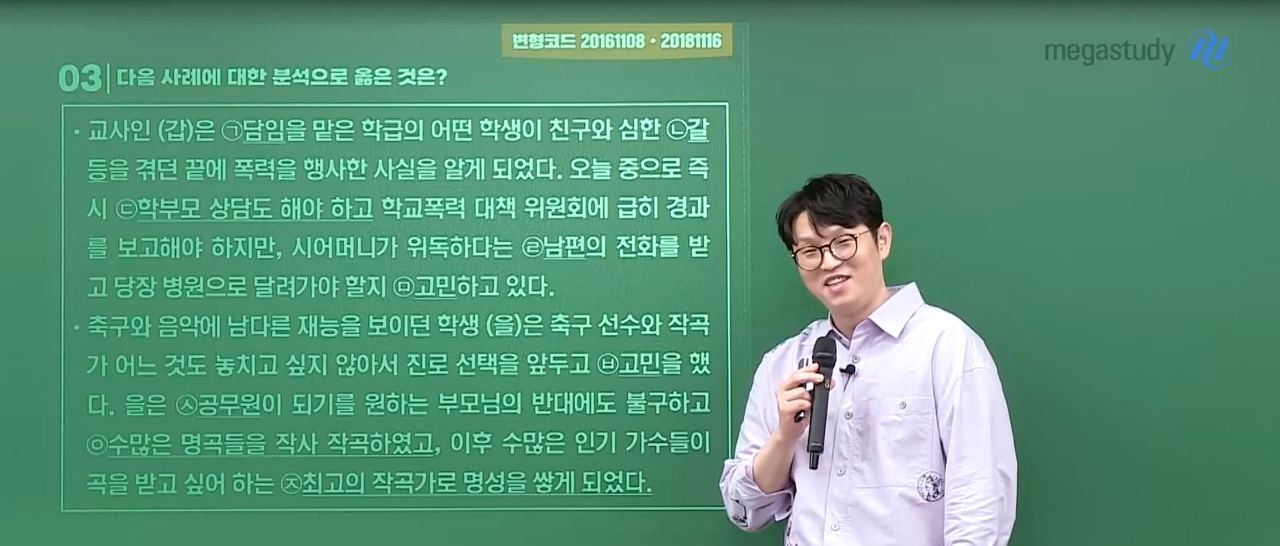 변형코드 20161108 · 20181116
megastudy
03 다음 사례에 대한 분석으로 옳은 것은?
• 교사인 (갑)은 ㉠담임을 맡은 학급의 어떤 학생이 친구와 심한 ㉡갈
등을 겪던 끝에 폭력을 행사한 사실을 알게 되었다. 오늘 중으로 즉
시 ㉢학부모 상담도 해야 하고 학교폭력 대책 위원회에 급히 경과
를 보고해야 하지만, 시어머니가 위독하다는 ㉣남편의 전화를 받
고 당장 병원으로 달려가야 할지 ㉤고민하고 있다.
• 축구와 음악에 남다른 재능을 보이던 학생 (을)은 축구 선수와 작곡
가 어느 것도 놓치고 싶지 않아서 진로 선택을 앞두고 ㉥고민을 했
다. 을은 ㉦공무원이 되기를 원하는 부모님의 반대에도 불구하고
㉧수많은 명곡들을 작사 작곡하였고, 이후 수많은 인기 가수들이
곡을 받고 싶어 하는 ㉨최고의 작곡가로 명성을 쌓게 되었다.